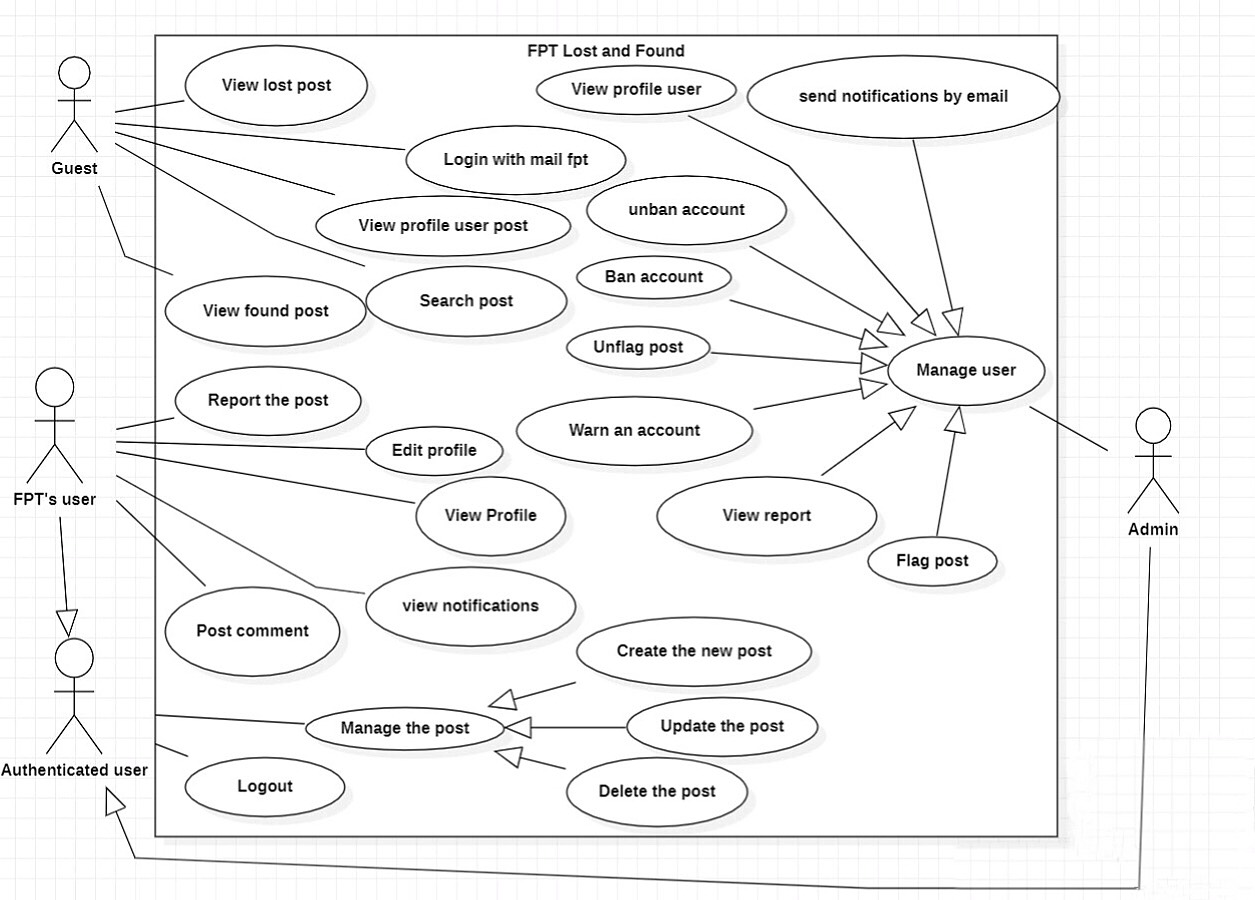 FPT Lost and Found
View lost post
View profile user
send notifications by email
Login with mail fpt
Guest
unban account
View profile user post
Ban account
Search post
View found post
Unflag post
Manage user
Report the post
Warn an account
Edit profile
FPT's user
View Profile
View report
Admin
Flag post
view notifications
Post comment
Create the new post
Manage the post
Update the post
Authenticated user
Logout
Delete the post